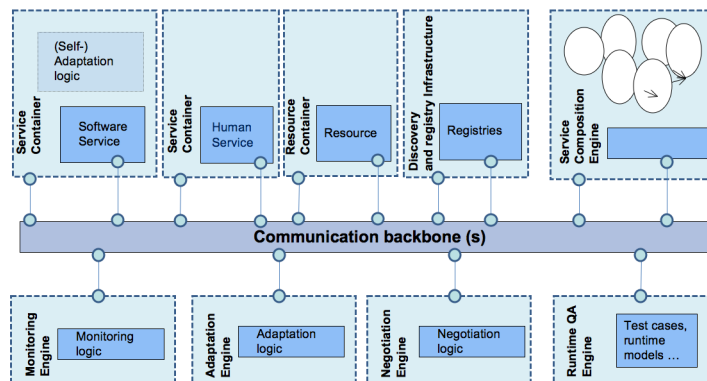 (Self-)
Adaptation
logic
Service
Container
Software
Service
Service
Container
Human
Service
Resource
Container
Resource
Discovery
and registry Infrastructure
Registries
Service
Composition
Engine
Communication backbone (s)
Monitoring
Engine
Monitoring
logic
Adaptation
Engine
Adaptation
logic
Negotiation
Engine
Negotiation
logic
Runtime QA
Engine
Test cases,
runtime
models ...